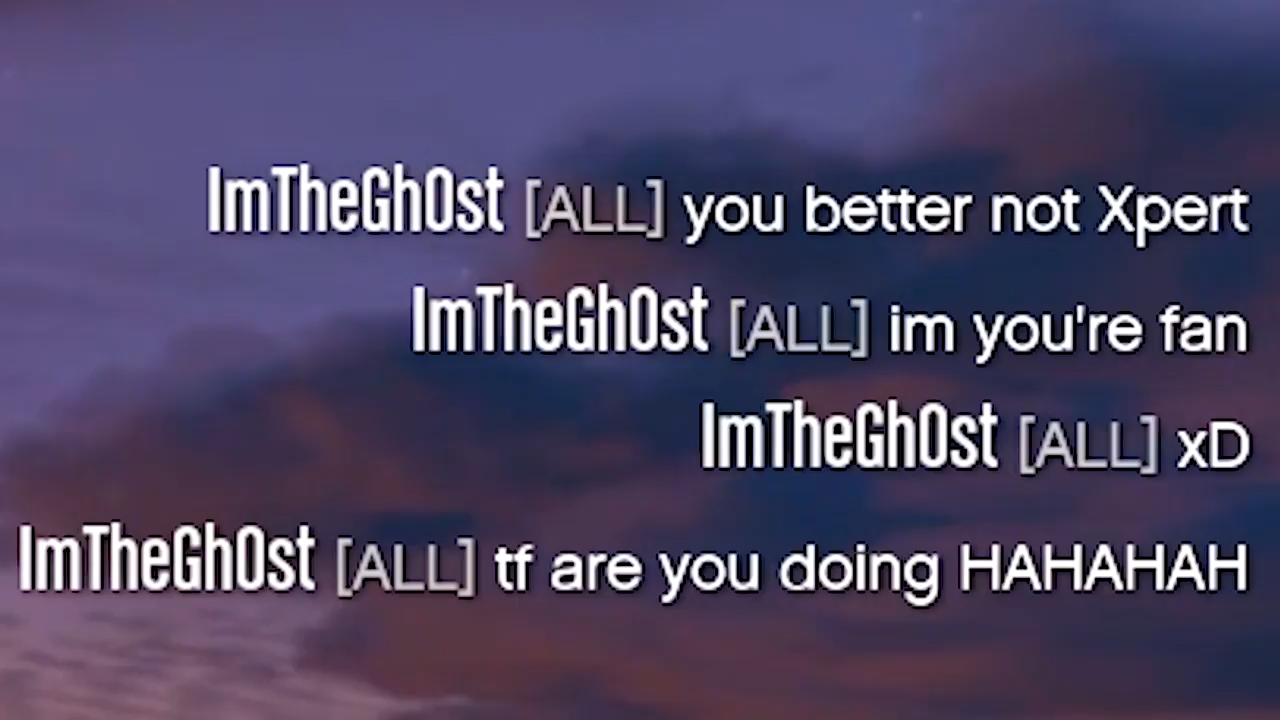 ImTheGh0st [ALL] you better not Xpert
ImTheGh0st [ALL] im you're fan
ImTheGh0st [ALL] xD
ImTheGh0st [ALL] tf are you doing HAHAHAH